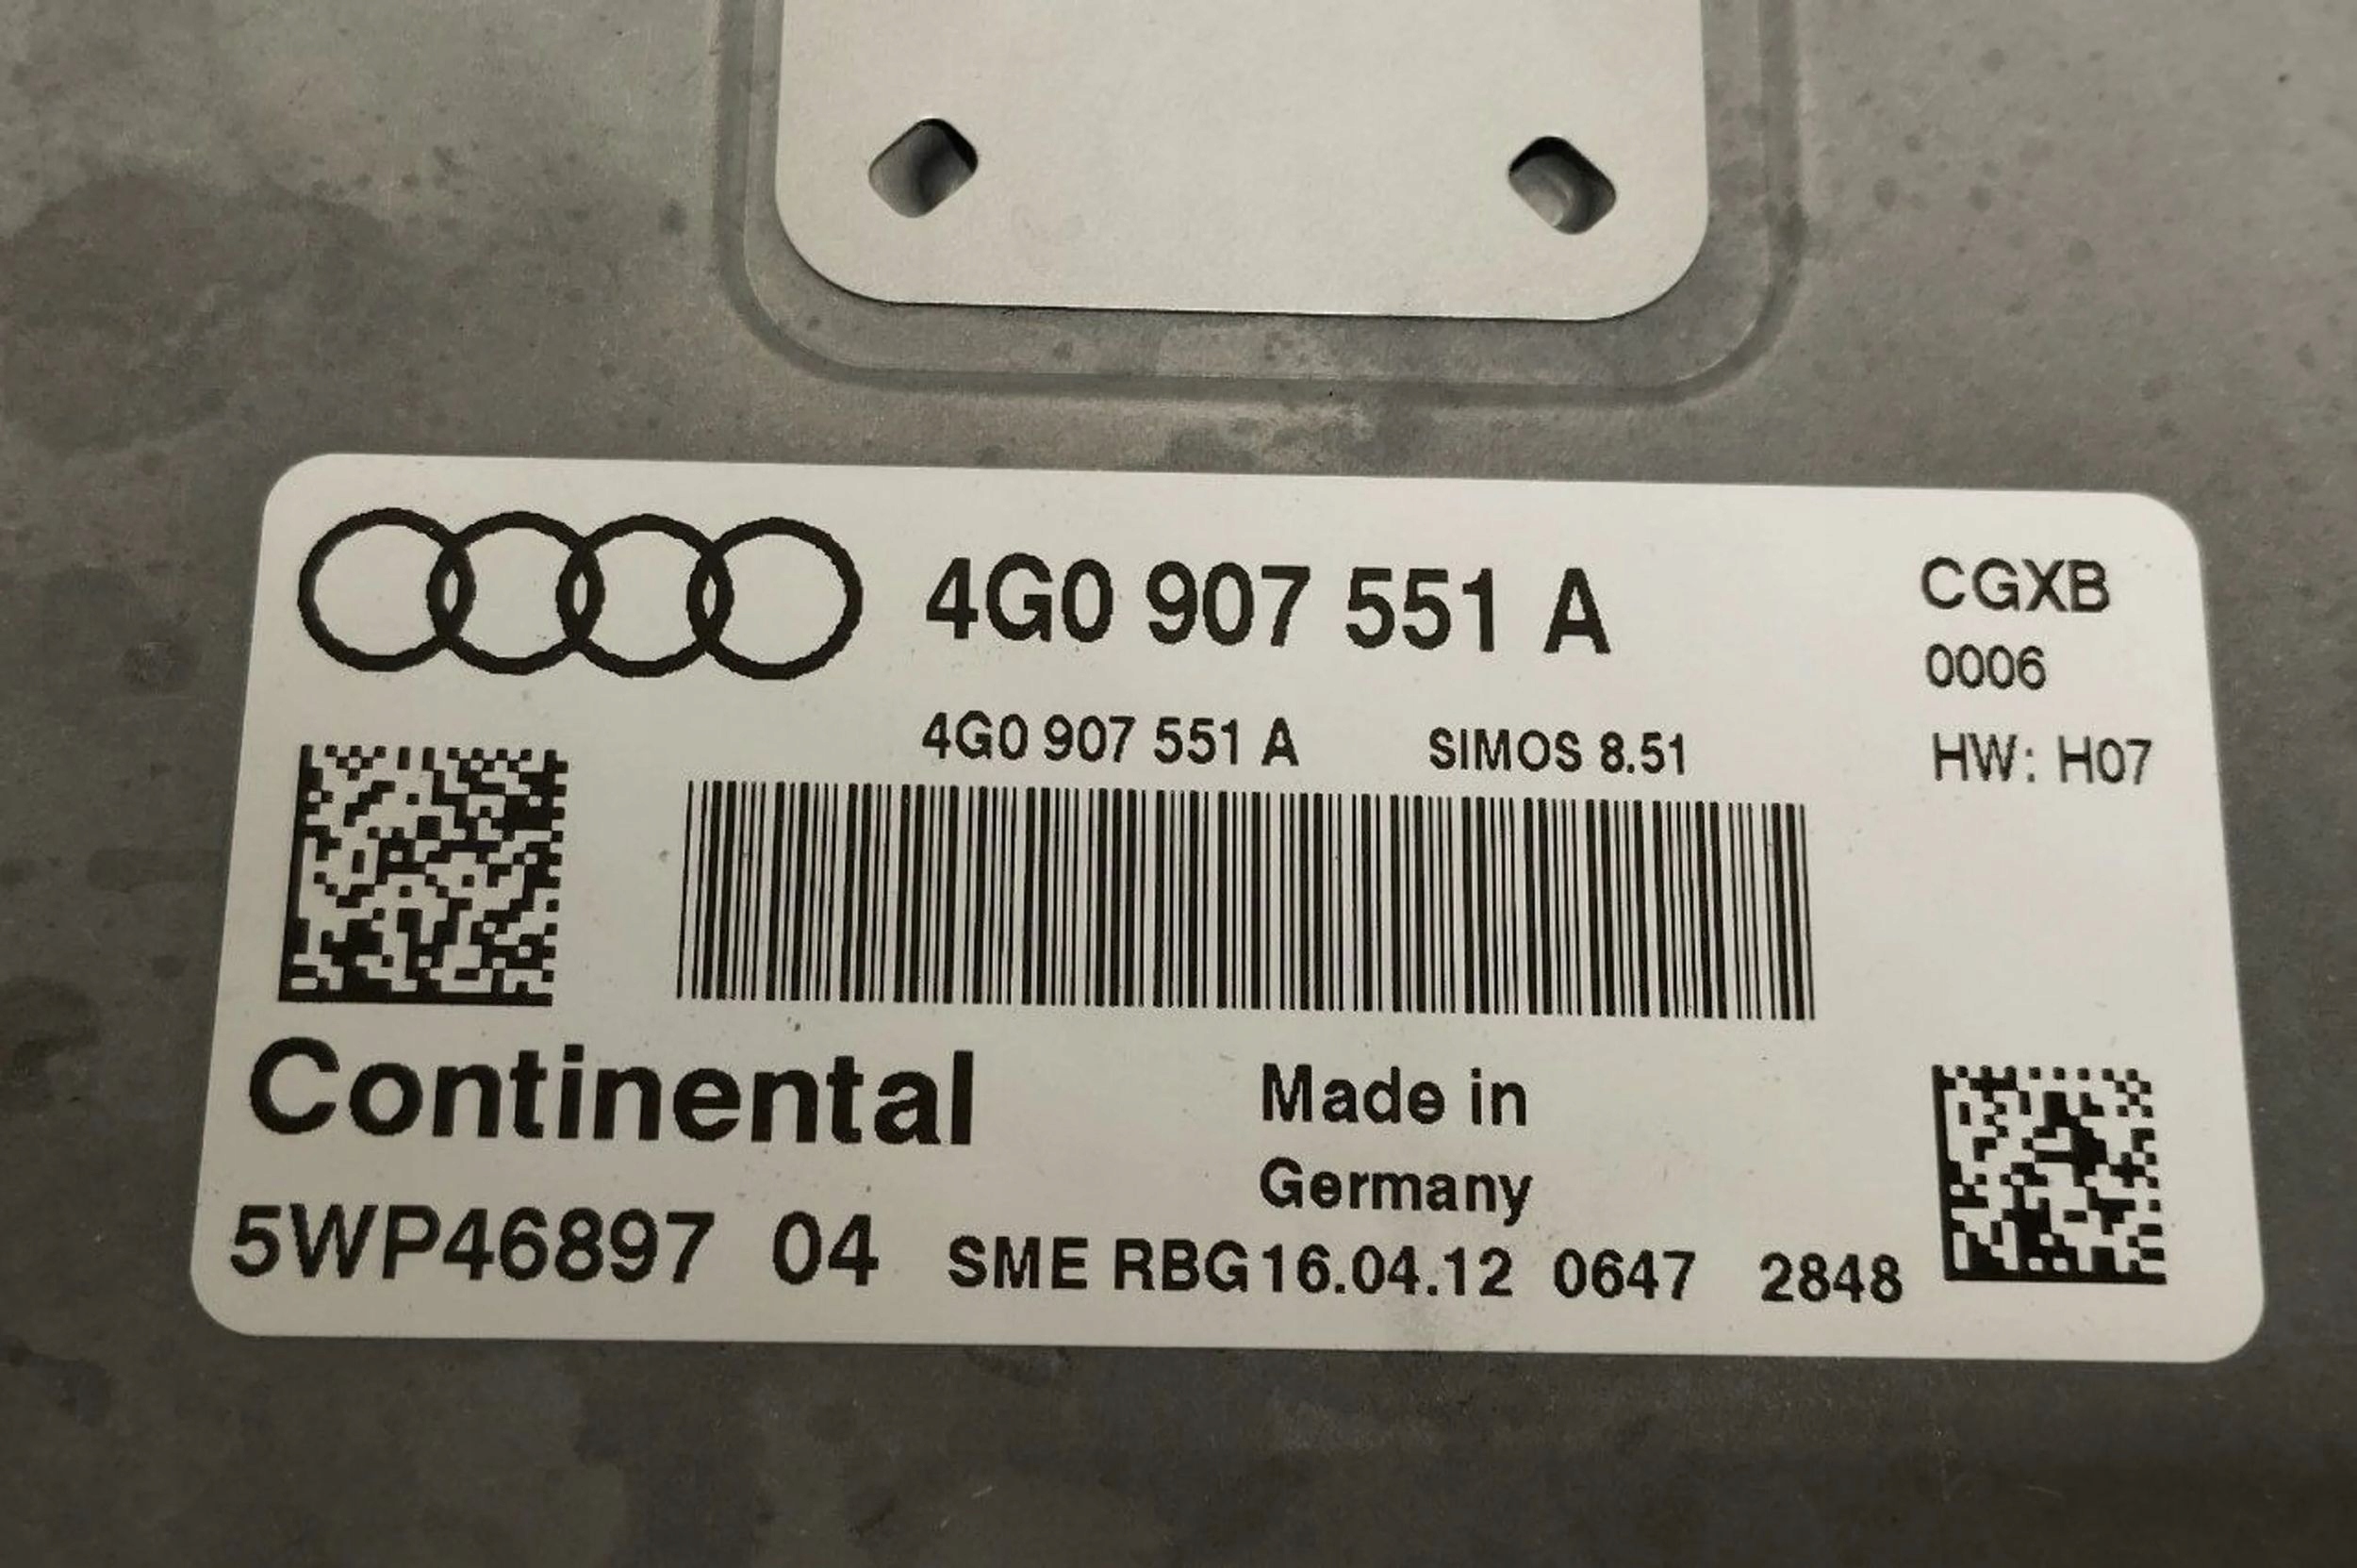 4G0 907 551 A
CGXB
0006
4G0 907 551 A SIMOS 8.51
HW: H07
Continental
Made in
Germany
5WP46897 04 SME RBG16.04.12 0647 2848